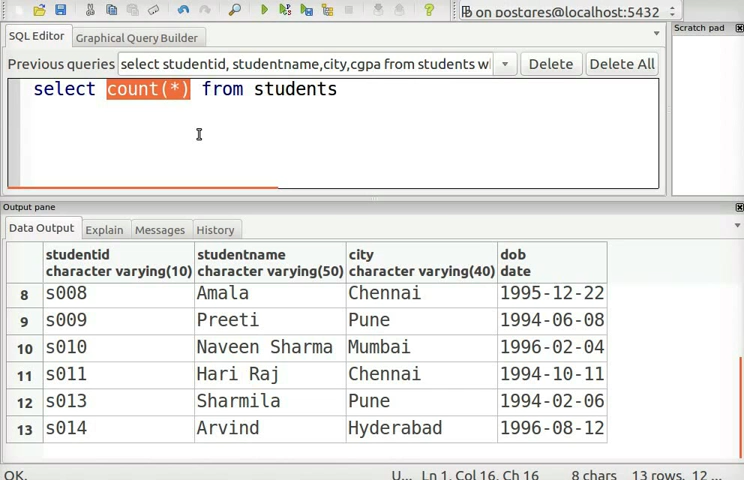 b on postgres@localhost:5432
SQL Editor Graphical Query Builder
Scratch pad
Previous queries select studentid, studentname,city,cgpa from students w Delete Delete All
select count(*) from students
Output pane
Data Output Explain Messages History
studentid studentname city dob
character varying(10) character varying(50) character varying(40) date
8 s008 Amala Chennai 1995-12-22
9 s009 Preeti Pune 1994-06-08
10 s010 Naveen Sharma Mumbai 1996-02-04
11 s011 Hari Raj Chennai 1994-10-11
12 s013 Sharmila Pune 1994-02-06
13 s014 Arvind Hyderabad 1996-08-12
OK. U... Ln 1, Col 16, Ch 16 8 chars 13 rows. 12 ...